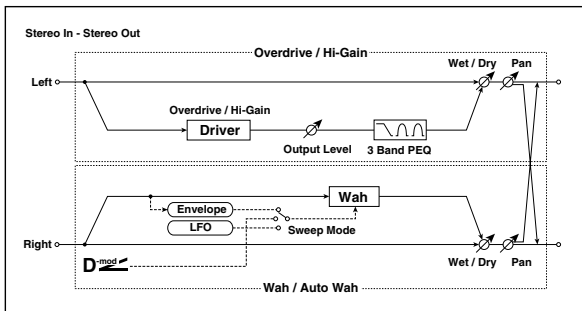 Stereo In - Stereo Out
Overdrive / Hi-Gain
Wet / Dry Pan
Left
Overdrive / Hi-Gain
Driver
Output Level
3 Band PEQ
Wah
Envelope
LFO
Sweep Mode
Right
D-mod
Wet / Dry Pan
Wah / Auto Wah